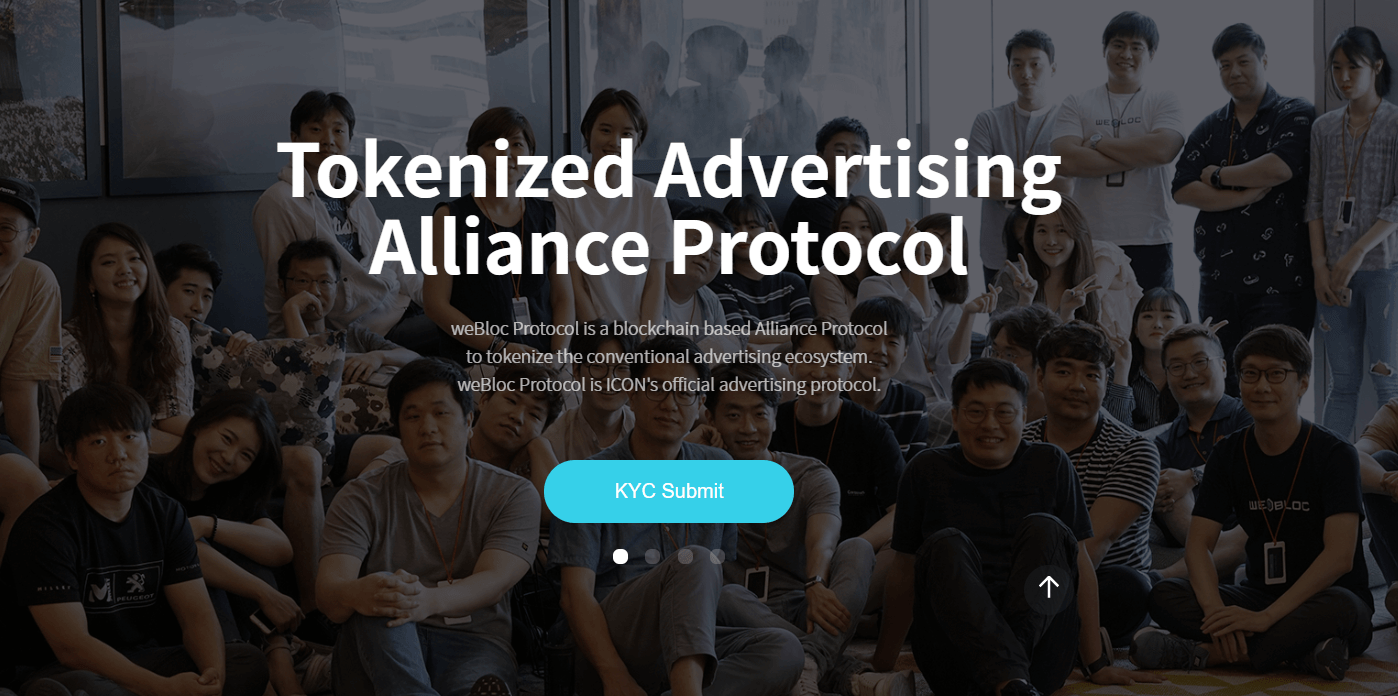 WEBLOC
Tokenized Advertising
Alliance Protocol
weBloc Protocol is a blockchain based Alliance Protocol
to tokenize the conventional advertising ecosystem.
weBloc Protocol is ICON's official advertising protocol.
KYC Submit
WEBLOC
PEUGEOT